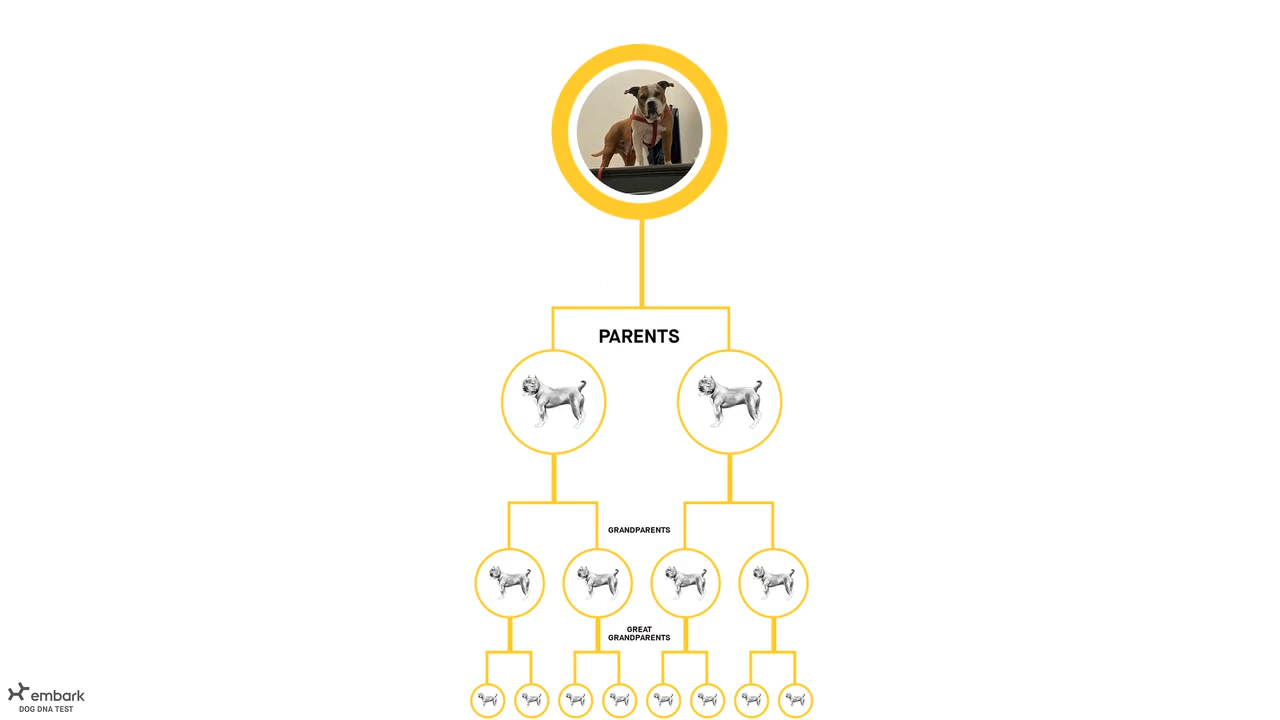 PARENTS
GRANDPARENTS
GREAT
GRANDPARENTS
embark
DOG DNA TEST